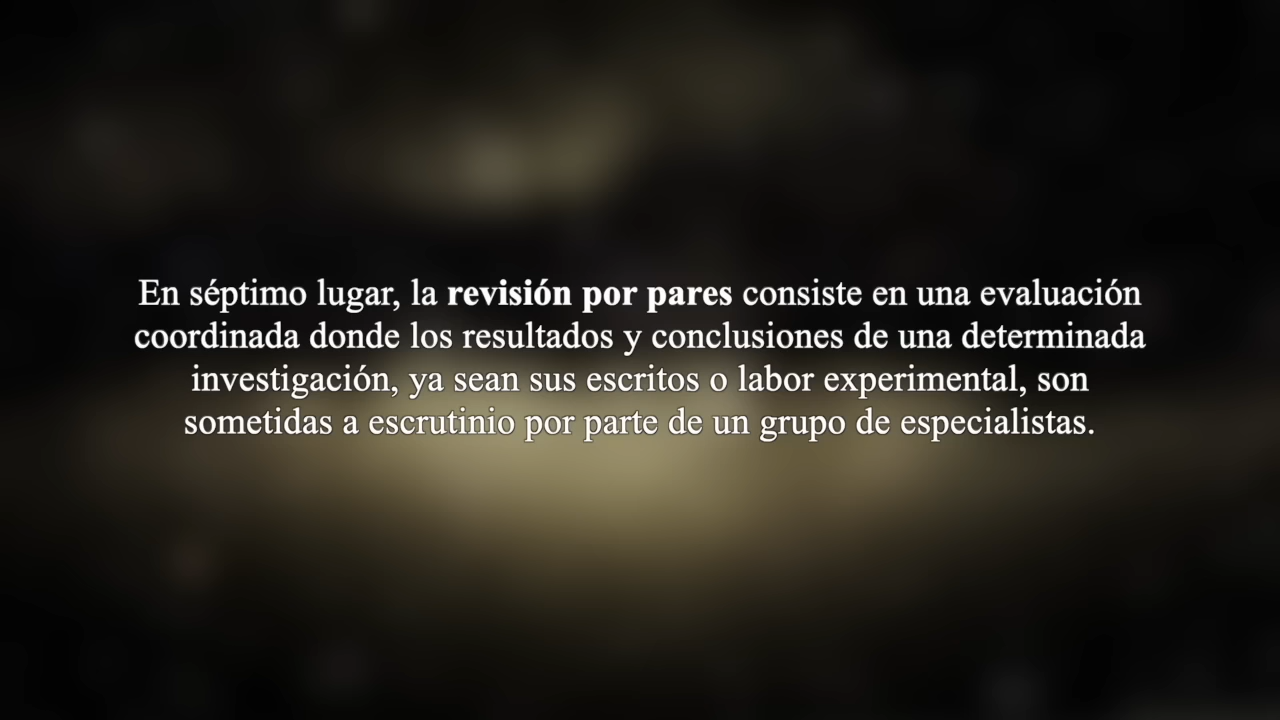 En séptimo lugar, la revisión por pares consiste en una evaluación
coordinada donde los resultados y conclusiones de una determinada
investigación, ya sean sus escritos o labor experimental, son
sometidas a escrutinio por parte de un grupo de especialistas.